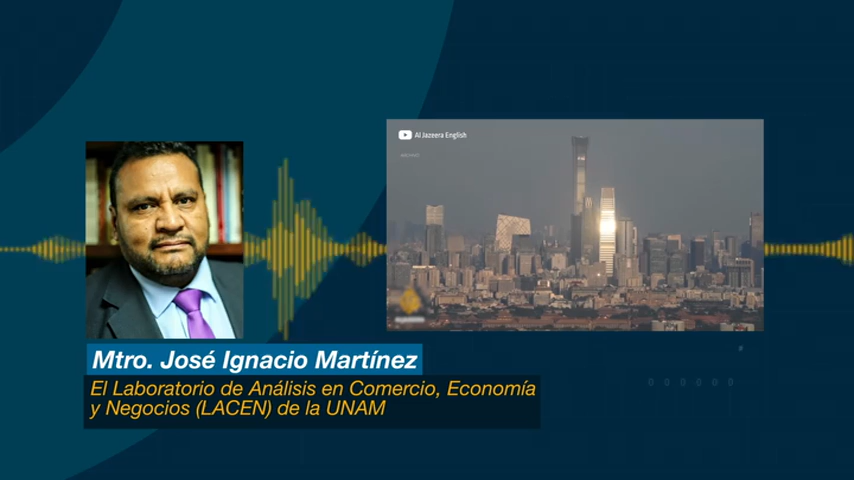 Al Jazeera English
ARCHIVO
Mtro. José Ignacio Martínez
El Laboratorio de Análisis en Comercio, Economía
y Negocios (LACEN) de la UNAM